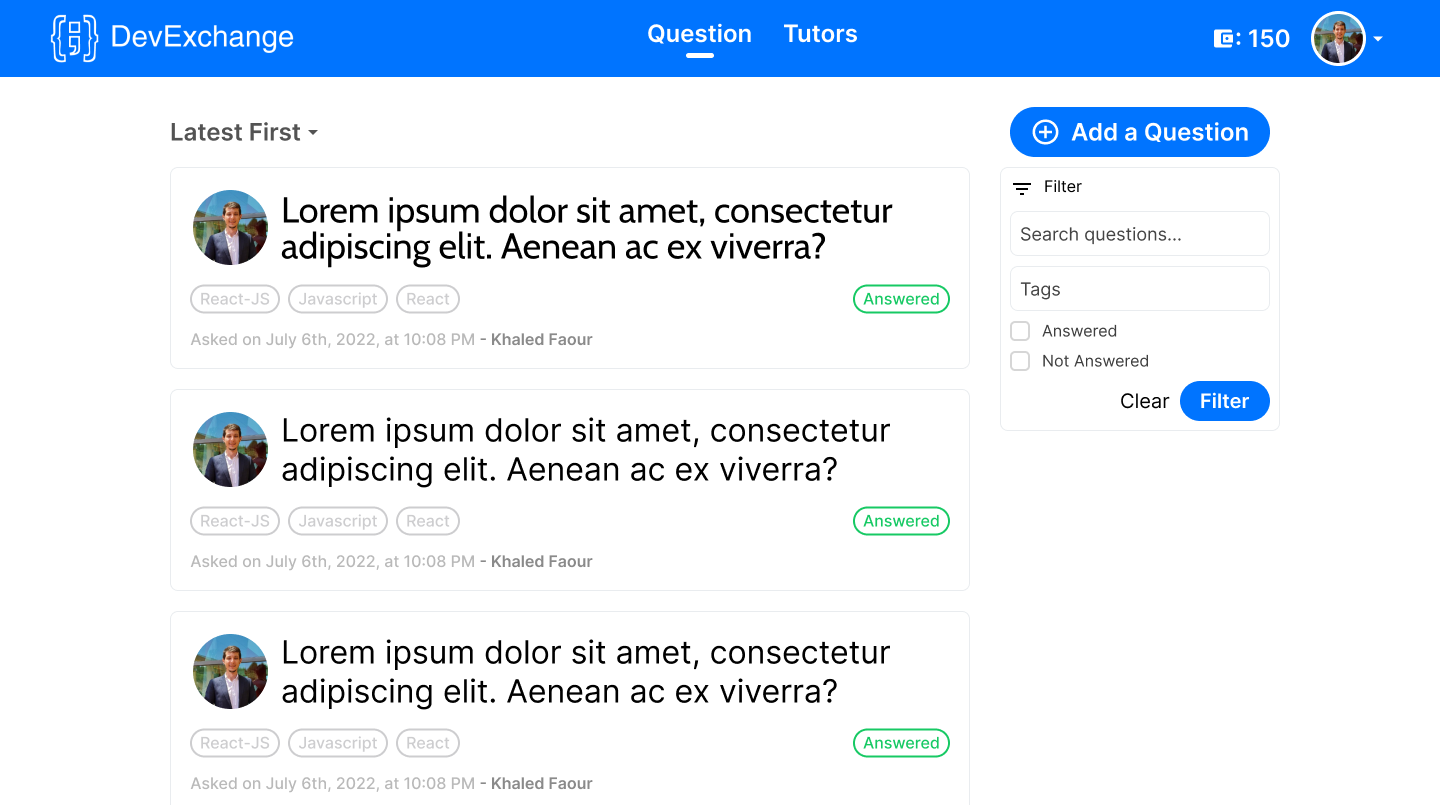 DevExchange
Question
Tutors
: 150
Latest First
Add a Question
Lorem ipsum dolor sit amet, consectetur
adipiscing elit. Aenean ac ex viverra?
React-JS
Javascript
React
Answered
Asked on July 6th, 2022, at 10:08 PM - Khaled Faour
Lorem ipsum dolor sit amet, consectetur
adipiscing elit. Aenean ac ex viverra?
React-JS
Javascript
React
Answered
Asked on July 6th, 2022, at 10:08 PM - Khaled Faour
Lorem ipsum dolor sit amet, consectetur
adipiscing elit. Aenean ac ex viverra?
React-JS
Javascript
React
Answered
Asked on July 6th, 2022, at 10:08 PM - Khaled Faour
Filter
Search questions...
Tags
Answered
Not Answered
Clear
Filter